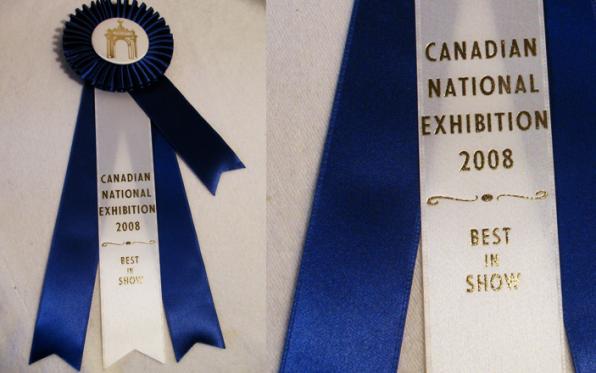 CANADIAN
NATIONAL
EXHIBITION
2008
BEST
IN
SHOW
CANADIAN
NATIONAL
EXHIBITION
2008
BEST
IN
SHOW